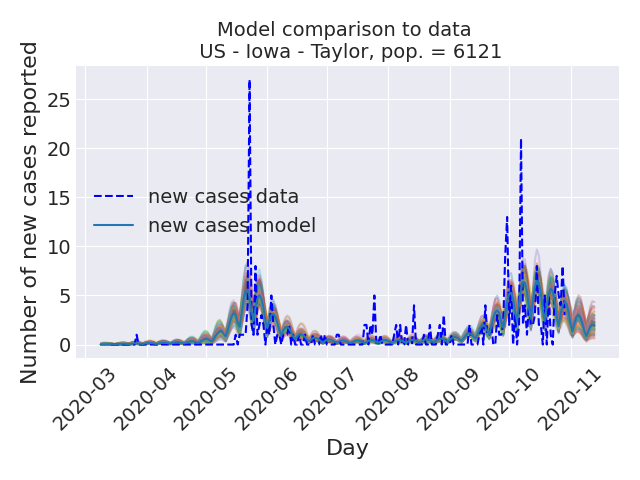 Model comparison to data
US - Iowa - Taylor, pop. = 6121
Number of new cases reported
25
20
15
10
5
0
new cases data
new cases model
2020-03
2020-04
2020-05
2020-06
2020-07
2020-08
2020-09
2020-10
2020-11
Day